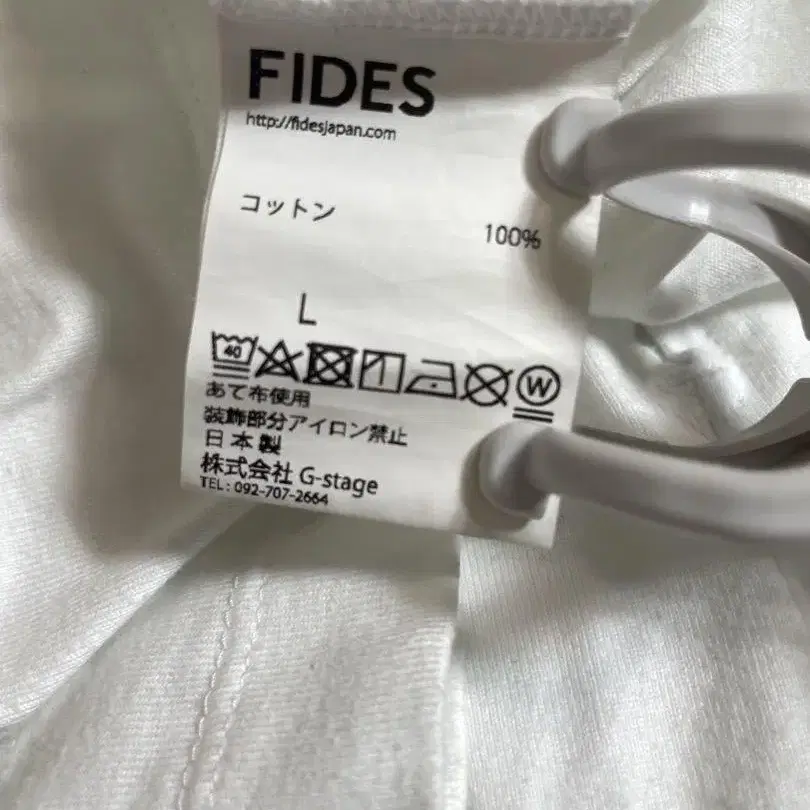 FIDES
http://fidesjapan.com
コットン 100%
L
40 W
あて布使用
装飾部分アイロン禁止
日本製
株式会社 G-stage
TEL : 092-707-2664